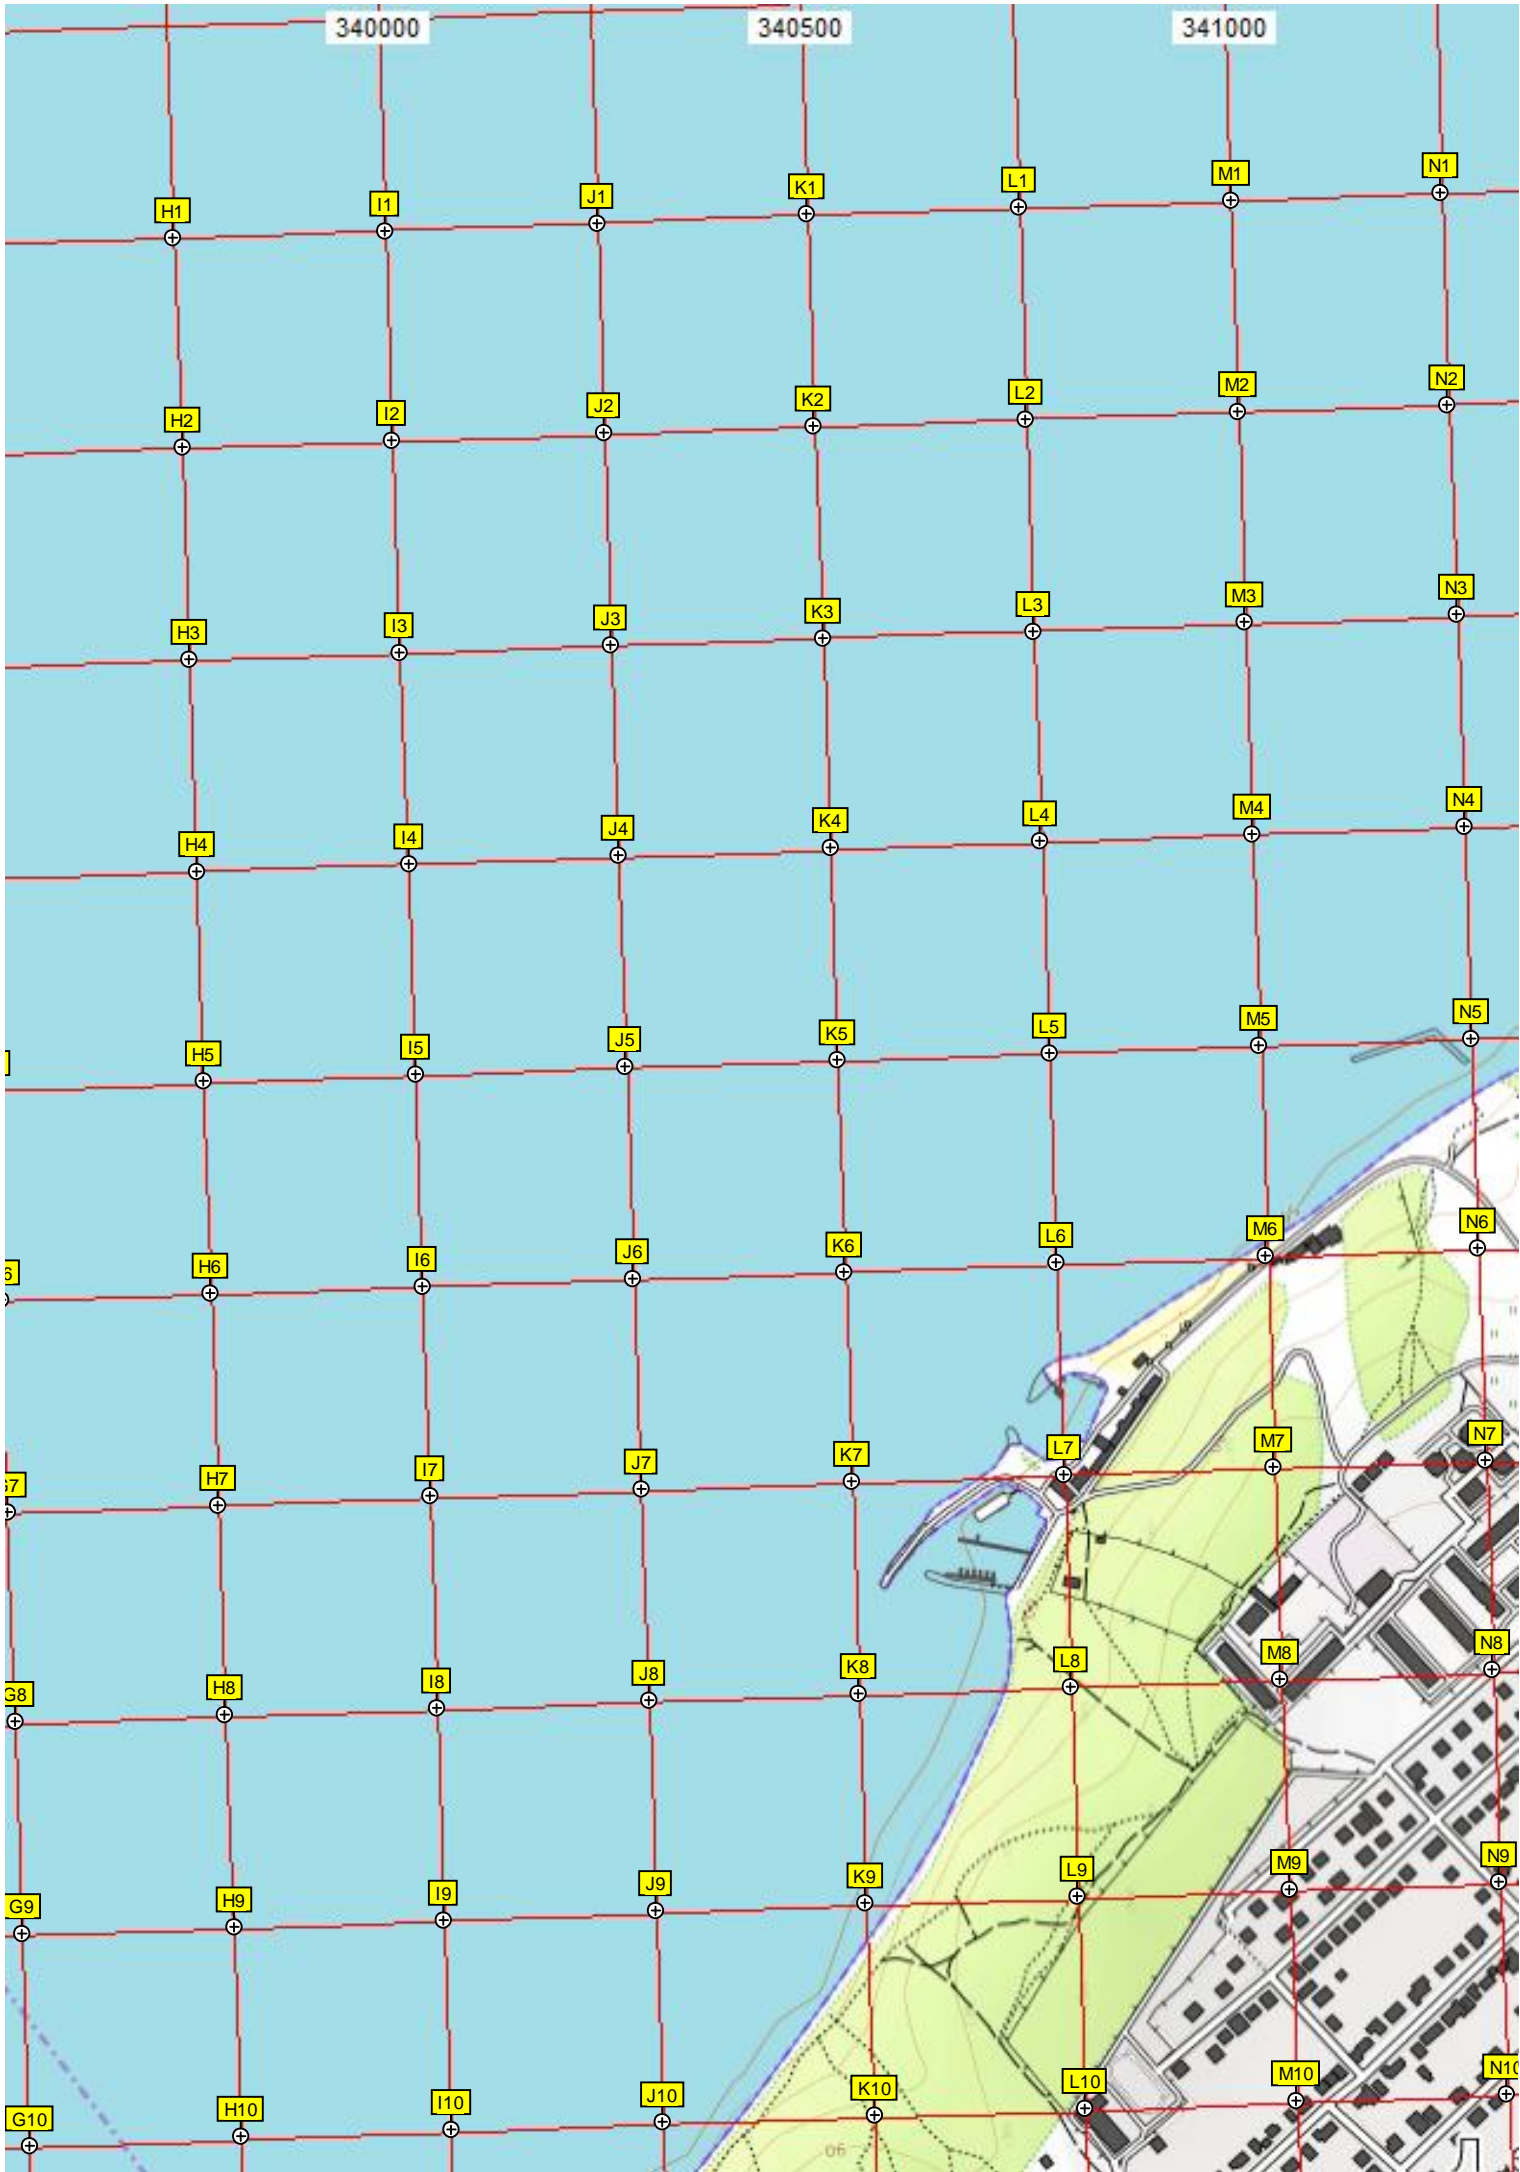 340000 340500 341000
H1 I1 J1 K1 L1 M1 N1
H2 I2 J2 K2 L2 M2 N2
H3 I3 J3 K3 L3 M3 N3
H4 I4 J4 K4 L4 M4 N4
H5 I5 J5 K5 L5 M5 N5
6 H6 I6 J6 K6 L6 M6 N6
G7 H7 I7 J7 K7 L7 M7 N7
G8 H8 I8 J8 K8 L8 M8 N8
G9 H9 I9 J9 K9 L9 M9 N9
G10 H10 I10 J10 K10 L10 M10 N10